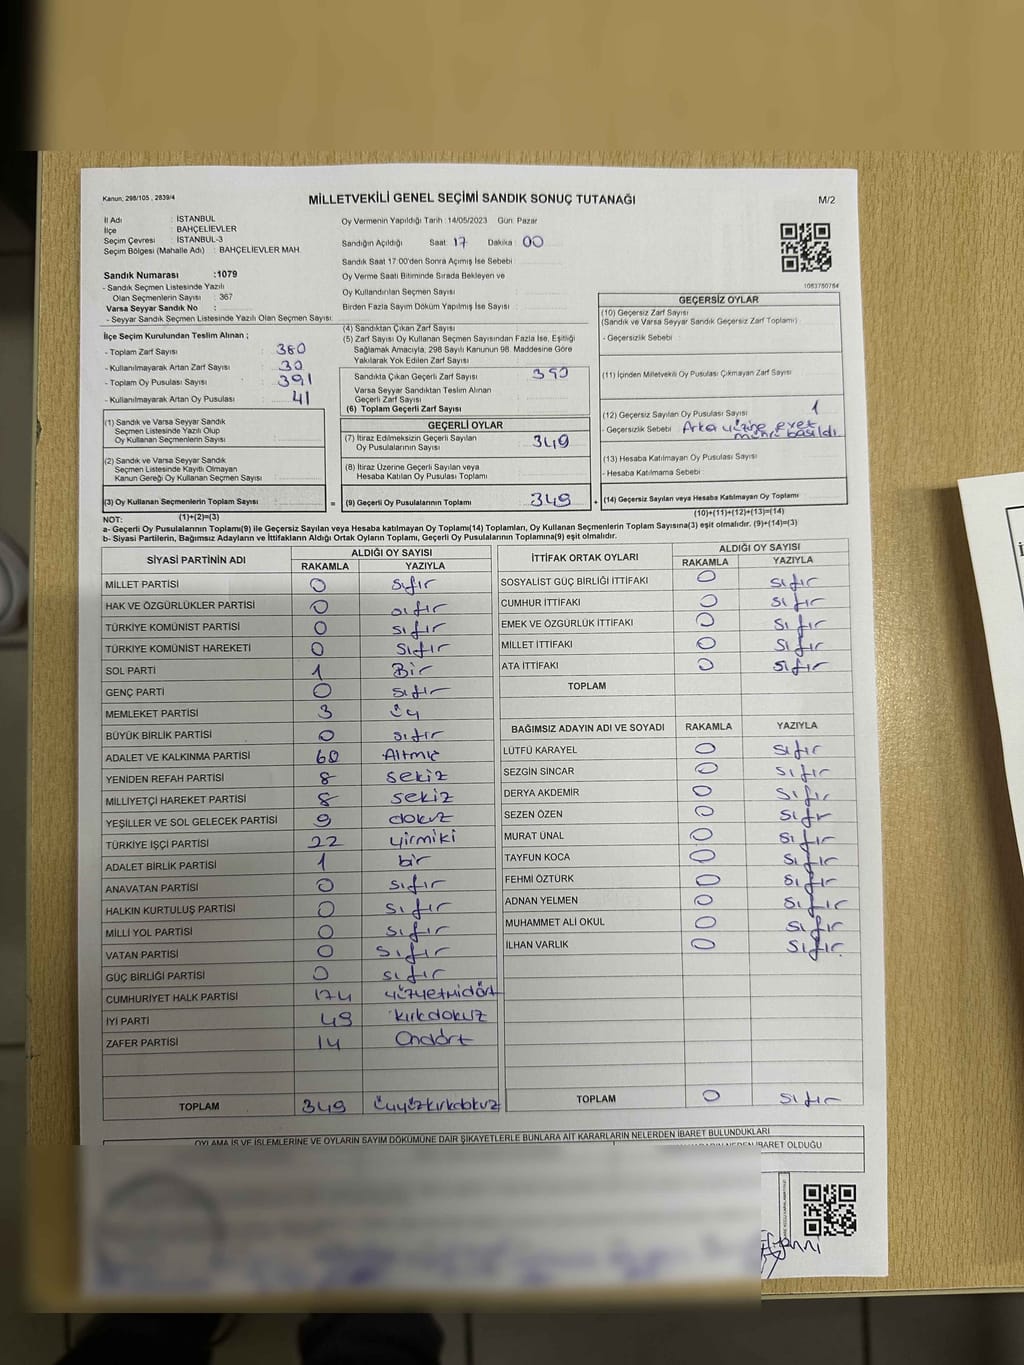 Kanun; 298/105 , 2839/4
MİLLETVEKİLİ GENEL SEÇİMİ SANDIK SONUÇ TUTANAĞI
M/2
İl Adı : İSTANBUL
İlçe : BAHÇELİEVLER
Seçim Çevresi : İSTANBUL-3
Seçim Bölgesi (Mahalle Adı) : BAHÇELİEVLER MAH.
Sandık Numarası :1079
- Sandık Seçmen Listesinde Yazılı
Olan Seçmenlerin Sayısı : 367
Varsa Seyyar Sandık No :
- Seyyar Sandık Seçmen Listesinde Yazılı Olan Seçmen Sayısı:
Oy Vermenin Yapıldığı Tarih : 14/05/2023 Gün: Pazar
Sandığın Açıldığı Saat 17 Dakika : 00
Sandık Saat 17:00'den Sonra Açımış İse Sebebi :
Oy Verme Saati Bitiminde Sırada Bekleyen ve
Oy Kullandırılan Seçmen Sayısı :
Birden Fazla Sayım Döküm Yapılmış İse Sayısı :
1083760764
İlçe Seçim Kurulundan Teslim Alınan ;
- Toplam Zarf Sayısı : 380
- Kullanılmayarak Artan Zarf Sayısı : 30
- Toplam Oy Pusulası Sayısı : 391
- Kullanılmayarak Artan Oy Pusulası : 41
(1) Sandık ve Varsa Seyyar Sandık
Seçmen Listesinde Yazılı Olup
Oy Kullanan Seçmenlerin Sayısı :
(2) Sandık ve Varsa Seyyar Sandık
Seçmen Listesinde Kayıtlı Olmayan
Kanun Gereği Oy Kullanan Seçmen Sayısı :
(3) Oy Kullanan Seçmenlerin Toplam Sayısı
(1)+(2)=(3)
(4) Sandıktan Çıkan Zarf Sayısı :
(5) Zarf Sayısı Oy Kullanan Seçmen Sayısından Fazla İse, Eşitliği
Sağlamak Amacıyla, 298 Sayılı Kanunun 98. Maddesine Göre
Yakılarak Yok Edilen Zarf Sayısı :
Sandıkta Çıkan Geçerli Zarf Sayısı :
Varsa Seyyar Sandıktan Teslim Alınan
Geçerli Zarf Sayısı :
(6) Toplam Geçerli Zarf Sayısı
GEÇERLİ OYLAR
(7) İtiraz Edilmeksizin Geçerli Sayılan
Oy Pusulalarının Sayısı : 349
(8) İtiraz Üzerine Geçerli Sayılan veya
Hesaba Katılan Oy Pusulası Toplamı :
= (9) Geçerli Oy Pusulalarının Toplamı 349 +
GEÇERSİZ OYLAR
(10) Geçersiz Zarf Sayısı :
(Sandık ve Varsa Seyyar Sandık Geçersiz Zarf Toplamı)
- Geçersizlik Sebebi :
(11) İçinden Milletvekili Oy Pusulası Çıkmayan Zarf Sayısı :
(12) Geçersiz Sayılan Oy Pusulası Sayısı : 1
- Geçersizlik Sebebi : Arka yüzüne evet
mührü basıldı
(13) Hesaba Katılmayan Oy Pusulası Sayısı :
- Hesaba Katılmama Sebebi :
(14) Geçersiz Sayılan veya Hesaba Katılmayan Oy Toplamı
(10)+(11)+(12)+(13)=(14)
NOT:
a- Geçerli Oy Pusulalarının Toplamı(9) ile Geçersiz Sayılan veya Hesaba katılmayan Oy Toplamı(14) Toplamları, Oy Kullanan Seçmenlerin Toplam Sayısına(3) eşit olmalıdır. (9)+(14)=(3)
b- Siyasi Partilerin, Bağımsız Adayların ve İttifakların Aldığı Ortak Oyların Toplamı, Geçerli Oy Pusulalarının Toplamına(9) eşit olmalıdır.
SİYASİ PARTİNİN ADI ALDIĞI OY SAYISI
RAKAMLA YAZIYLA
MİLLET PARTİSİ 0 sıfır
HAK VE ÖZGÜRLÜKLER PARTİSİ 0 sıfır
TÜRKİYE KOMÜNİST PARTİSİ 0 sıfır
TÜRKİYE KOMÜNİST HAREKETİ 0 sıfır
SOL PARTİ 1 Bir
GENÇ PARTİ 0 sıfır
MEMLEKET PARTİSİ 3 üç
BÜYÜK BİRLİK PARTİSİ 0 sıfır
ADALET VE KALKINMA PARTİSİ 60 Altmış
YENİDEN REFAH PARTİSİ 8 sekiz
MİLLİYETÇİ HAREKET PARTİSİ 8 sekiz
YEŞİLLER VE SOL GELECEK PARTİSİ 9 dokuz
TÜRKİYE İŞÇİ PARTİSİ 22 yirmiki
ADALET BİRLİK PARTİSİ 1 bir
ANAVATAN PARTİSİ 0 sıfır
HALKIN KURTULUŞ PARTİSİ 0 sıfır
MİLLİ YOL PARTİSİ 0 sıfır
VATAN PARTİSİ 0 sıfır
GÜÇ BİRLİĞİ PARTİSİ 0 sıfır
CUMHURİYET HALK PARTİSİ 174 yüzyetmidört
İYİ PARTİ 49 kırkdokuz
ZAFER PARTİSİ 14 Ondört
TOPLAM 349 üçyüzkırkdokuz
İTTİFAK ORTAK OYLARI ALDIĞI OY SAYISI
RAKAMLA YAZIYLA
SOSYALİST GÜÇ BİRLİĞİ İTTİFAKI 0 sıfır
CUMHUR İTTİFAKI 0 sıfır
EMEK VE ÖZGÜRLÜK İTTİFAKI 0 sıfır
MİLLET İTTİFAKI 0 sıfır
ATA İTTİFAKI 0 sıfır
TOPLAM
BAĞIMSIZ ADAYIN ADI VE SOYADI RAKAMLA YAZIYLA
LÜTFÜ KARAYEL 0 sıfır
SEZGİN SİNCAR 0 sıfır
DERYA AKDEMİR 0 sıfır
SEZEN ÖZEN 0 sıfır
MURAT ÜNAL 0 sıfır
TAYFUN KOCA 0 sıfır
FEHMİ ÖZTÜRK 0 sıfır
ADNAN YELMEN 0 sıfır
MUHAMMET ALİ OKUL 0 sıfır
İLHAN VARLIK 0 sıfır
TOPLAM 0 sıfır
OYLAMA İŞ VE İŞLEMLERİNE VE OYLARIN SAYIM DÖKÜMÜNE DAİR ŞİKAYETLERLE BUNLARA AİT KARARLARIN NELERDEN İBARET BULUNDUKLARI
NEDEN İBARET OLDUĞU